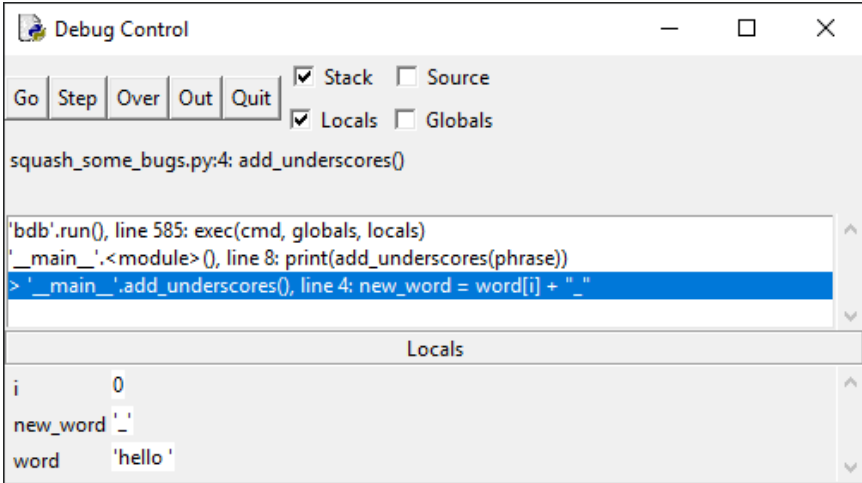 Debug Control
Go Step Over Out Quit
Stack Source
Locals Globals
squash_some_bugs.py:4: add_underscores()
'bdb'.run(), line 585: exec(cmd, globals, locals)
'__main__'.<module>(), line 8: print(add_underscores(phrase))
> '__main__'.add_underscores(), line 4: new_word = word[i] + "_"
Locals
i 0
new_word '_'
word 'hello '